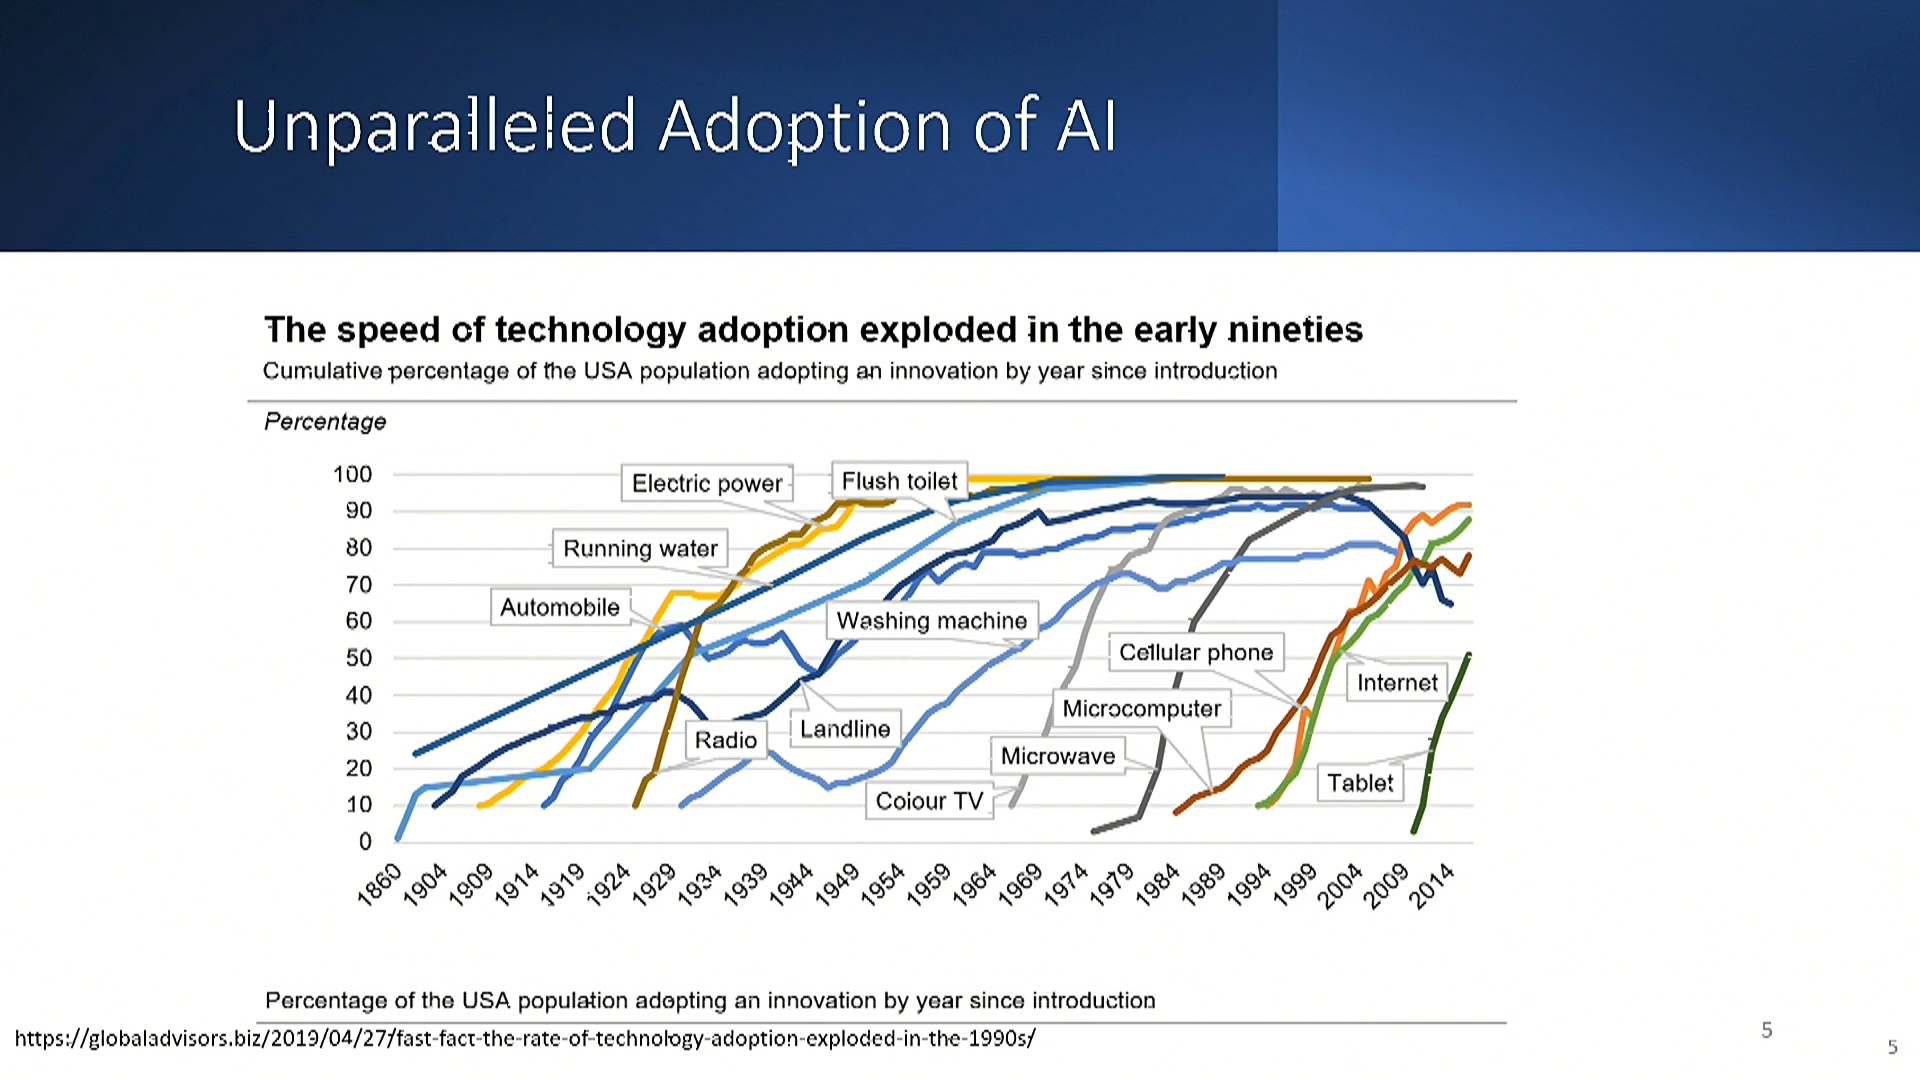 Unparalleled Adoption of AI
The speed of technology adoption exploded in the early nineties
Cumulative percentage of the USA population adopting an innovation by year since introduction
Percentage
100
90
80
70
60
50
40
30
20
10
0
Electric power
Flush toilet
Running water
Automobile
Washing machine
Cellular phone
Internet
Microcomputer
Landline
Radio
Microwave
Tablet
Colour TV
1860 1904 1909 1914 1919 1924 1929 1934 1939 1944 1949 1954 1959 1964 1969 1974 1979 1984 1989 1994 1999 2004 2009 2014
Percentage of the USA population adopting an innovation by year since introduction
https://globaladvisors.biz/2019/04/27/fast-fact-the-rate-of-technology-adoption-exploded-in-the-1990s/
5
5